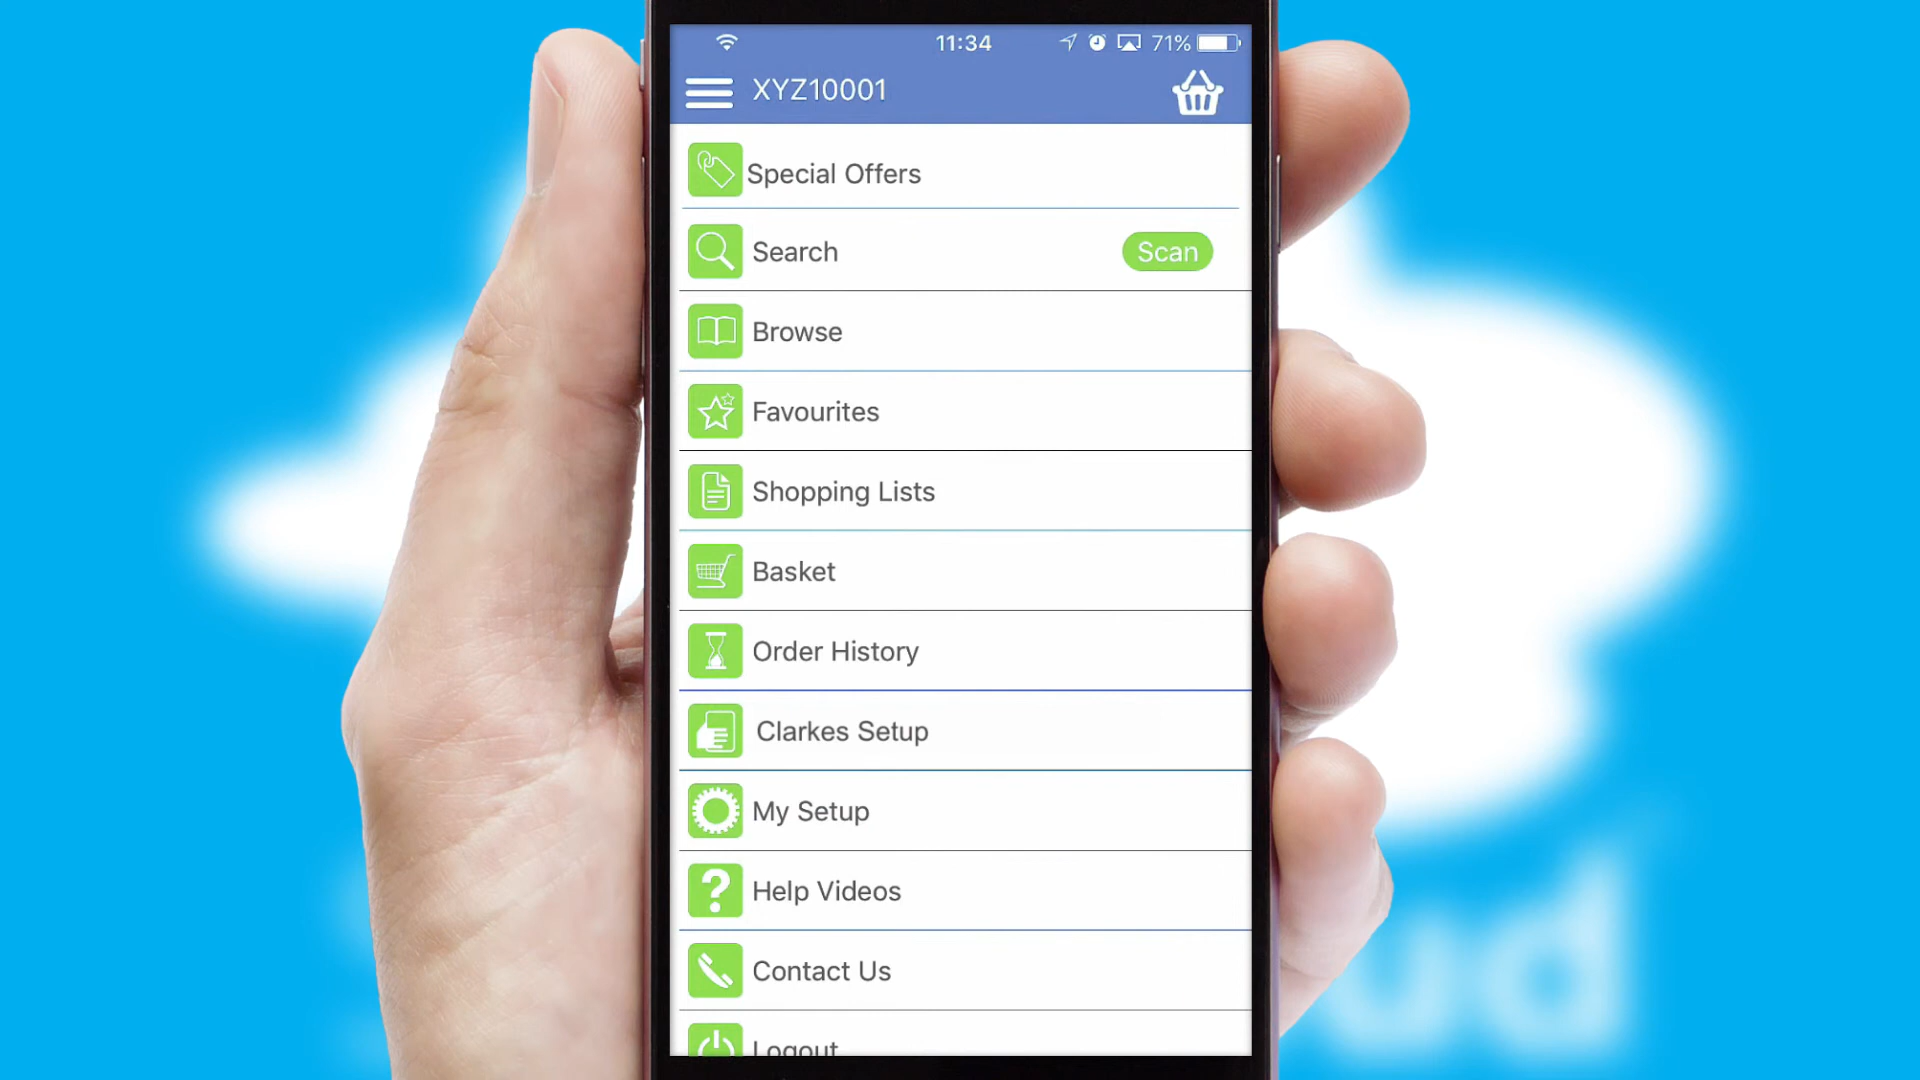 11:34
71%
XYZ10001
Special Offers
Search
Scan
Browse
Favourites
Shopping Lists
Basket
Order History
Clarkes Setup
My Setup
Help Videos
Contact Us
Logout
ud